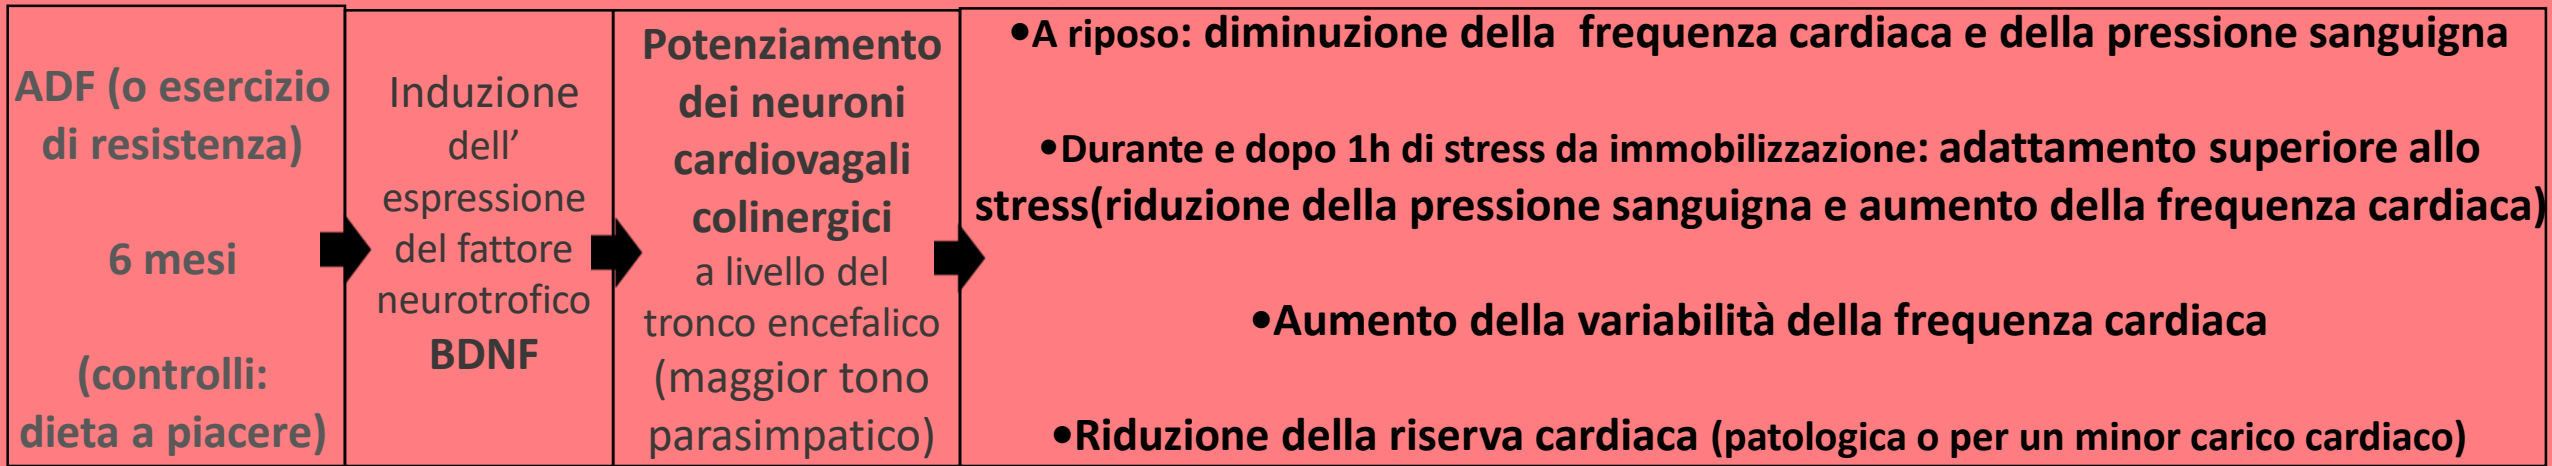 ADF (o esercizio
di resistenza)
6 mesi
(controlli:
dieta a piacere)
Induzione
dell’
espressione
del fattore
neurotrofico
BDNF
Potenziamento
dei neuroni
cardiovagali
colinergici
a livello del
tronco encefalico
(maggior tono
parasimpatico)
•A riposo: diminuzione della frequenza cardiaca e della pressione sanguigna
•Durante e dopo 1h di stress da immobilizzazione: adattamento superiore allo
stress(riduzione della pressione sanguigna e aumento della frequenza cardiaca)
•Aumento della variabilità della frequenza cardiaca
•Riduzione della riserva cardiaca (patologica o per un minor carico cardiaco)